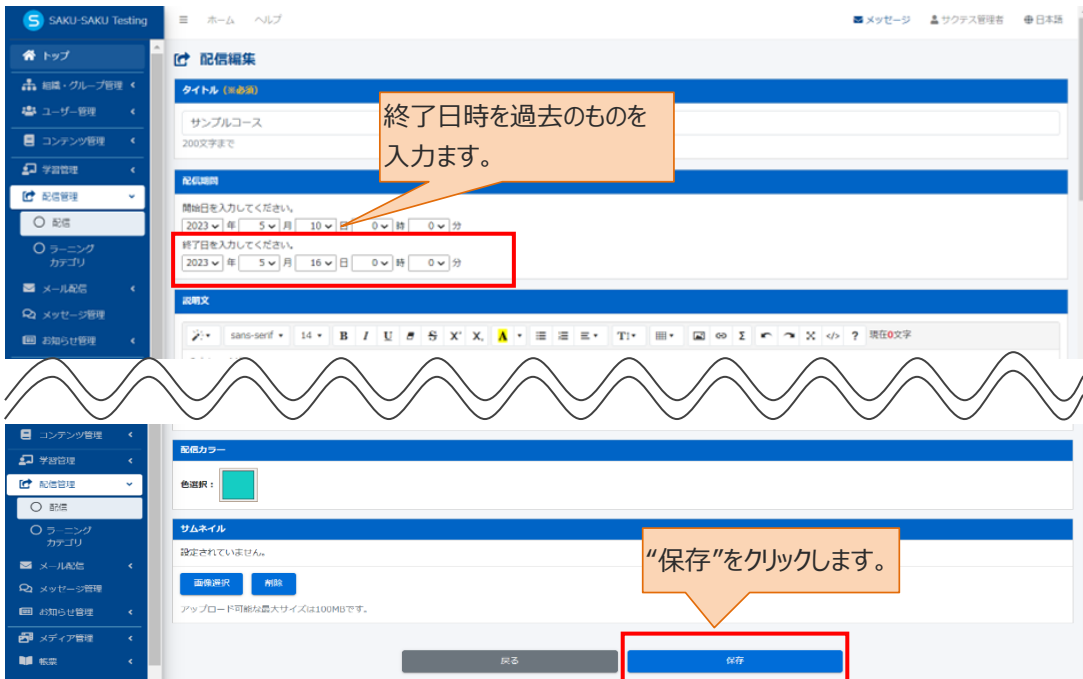 SAKU-SAKU Testing
ホーム ヘルプ
メッセージ サクテス管理者 日本語
トップ
組織・グループ管理
ユーザー管理
コンテンツ管理
学習管理
配信管理
配信
ラーニング
カテゴリ
メール配信
メッセージ管理
お知らせ管理
配信編集
タイトル (※必須)
サンプルコース
200文字まで
終了日時を過去のものを
入力ます。
配信期間
開始日を入力してください。
2023 年 5 月 10 日 0 時 0 分
終了日を入力してください。
2023 年 5 月 16 日 0 時 0 分
説明文
sans-serif 14 B I U S X X A T! Σ </> ? 現在0文字
コンテンツ管理
学習管理
配信管理
配信
ラーニング
カテゴリ
メール配信
メッセージ管理
お知らせ管理
メディア管理
帳票
配信カラー
色選択：
サムネイル
設定されていません。
画像選択 削除
アップロード可能な最大サイズは100MBです。
“保存”をクリックします。
戻る 保存